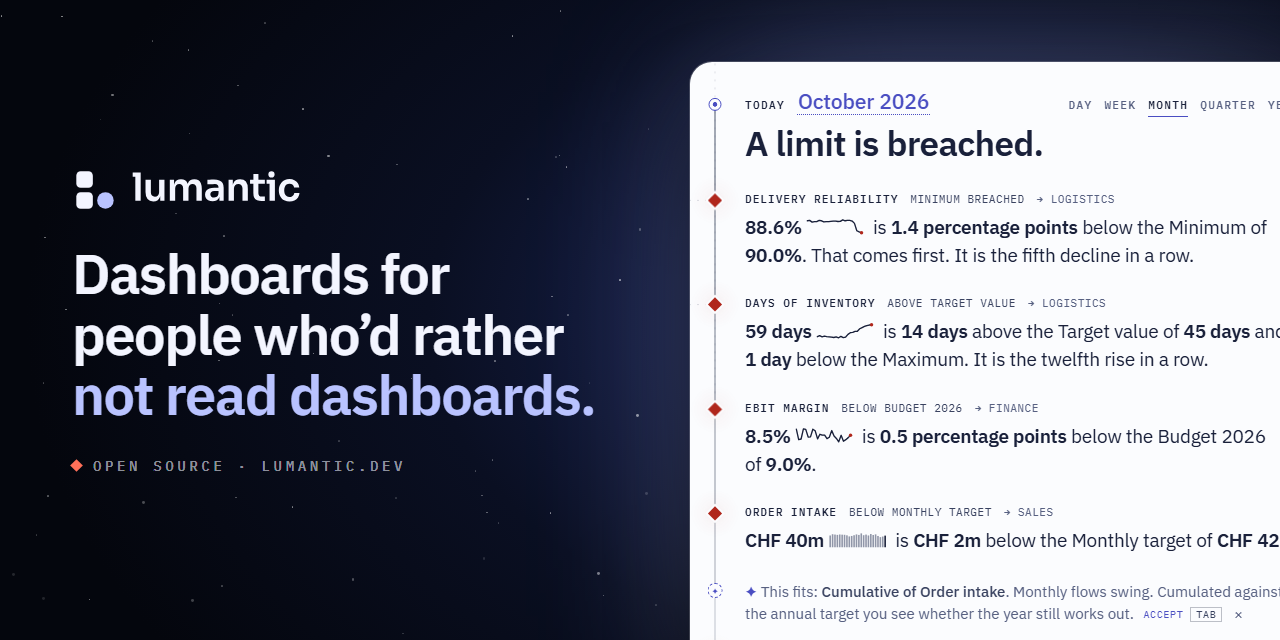 lumantic
Dashboards for
people who’d rather
not read dashboards.
OPEN SOURCE · LUMANTIC.DEV
TODAY October 2026
DAY WEEK MONTH QUARTER YE
A limit is breached.
DELIVERY RELIABILITY MINIMUM BREACHED → LOGISTICS
88.6% is 1.4 percentage points below the Minimum of
90.0%. That comes first. It is the fifth decline in a row.
DAYS OF INVENTORY ABOVE TARGET VALUE → LOGISTICS
59 days is 14 days above the Target value of 45 days and
1 day below the Maximum. It is the twelfth rise in a row.
EBIT MARGIN BELOW BUDGET 2026 → FINANCE
8.5% is 0.5 percentage points below the Budget 2026
of 9.0%.
ORDER INTAKE BELOW MONTHLY TARGET → SALES
CHF 40m is CHF 2m below the Monthly target of CHF 42
✦ This fits: Cumulative of Order intake. Monthly flows swing. Cumulated against
the annual target you see whether the year still works out. ACCEPT TAB ×